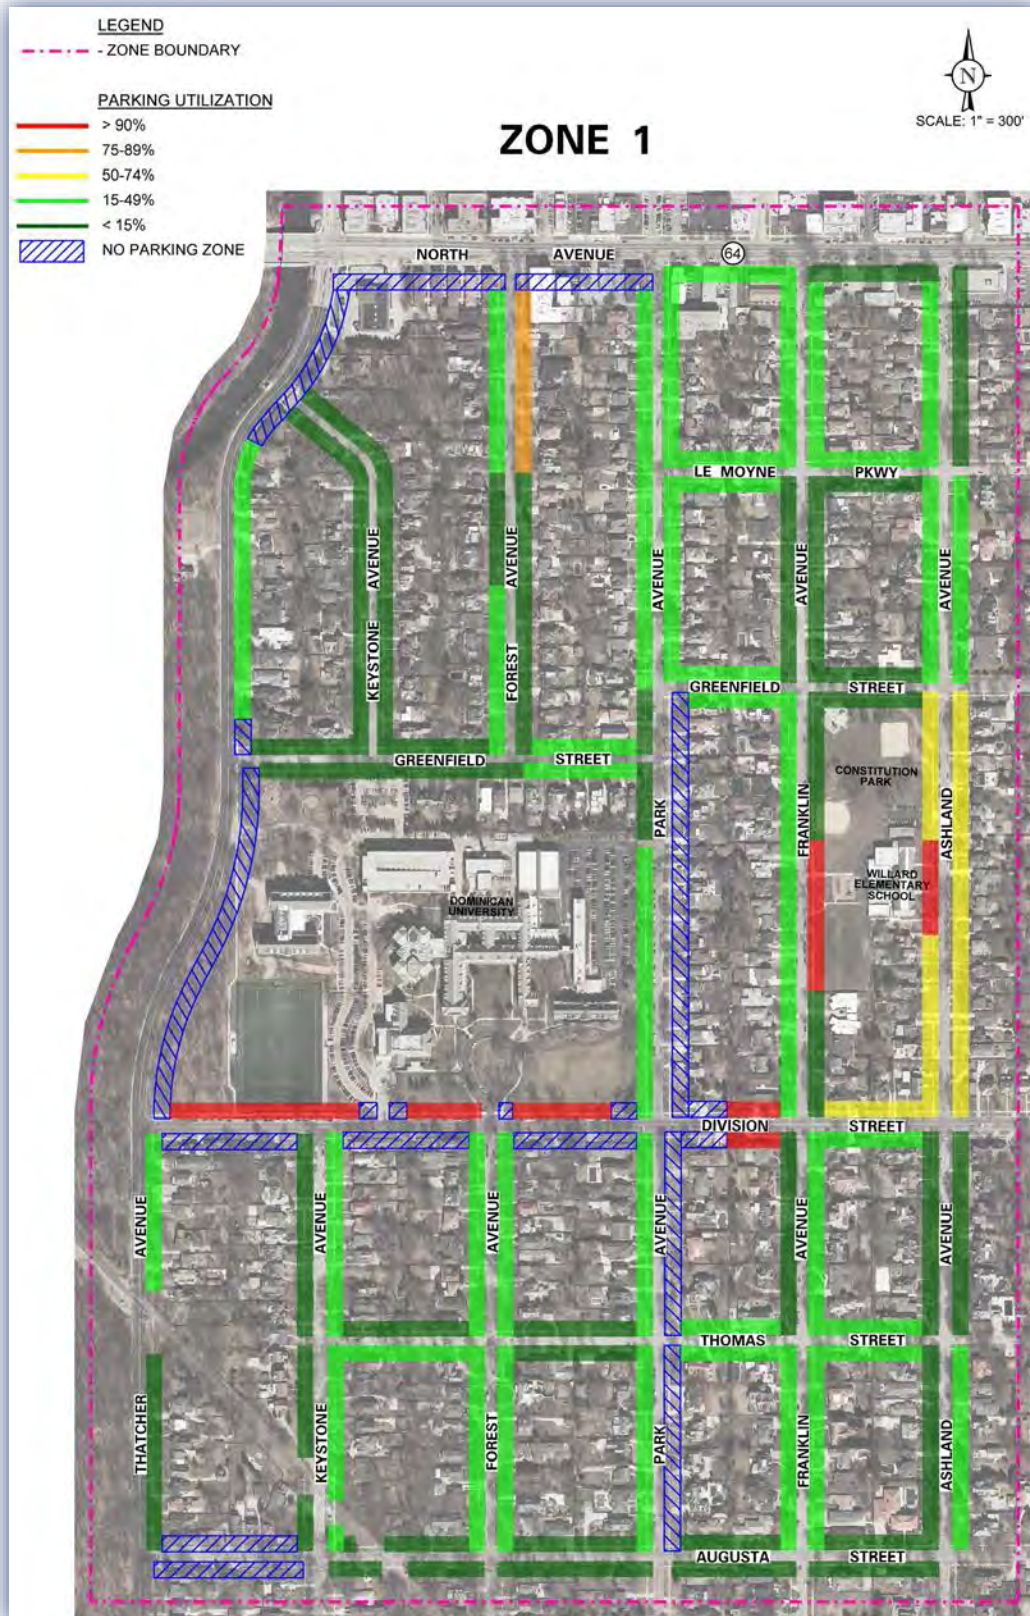 LEGEND
- ZONE BOUNDARY
PARKING UTILIZATION
> 90%
75-89%
50-74%
15-49%
< 15%
NO PARKING ZONE
N
SCALE: 1" = 300'
ZONE 1
NORTH AVENUE
64
LE MOYNE PKWY
KEYSTONE AVENUE
FOREST AVENUE
AVENUE
AVENUE
AVENUE
GREENFIELD STREET
GREENFIELD STREET
PARK
FRANKLIN
ASHLAND
CONSTITUTION
PARK
WILLARD
ELEMENTARY
SCHOOL
DOMINICAN
UNIVERSITY
DIVISION STREET
AVENUE
AVENUE
AVENUE
AVENUE
AVENUE
AVENUE
THOMAS STREET
THATCHER
KEYSTONE
FOREST
PARK
FRANKLIN
ASHLAND
AUGUSTA STREET